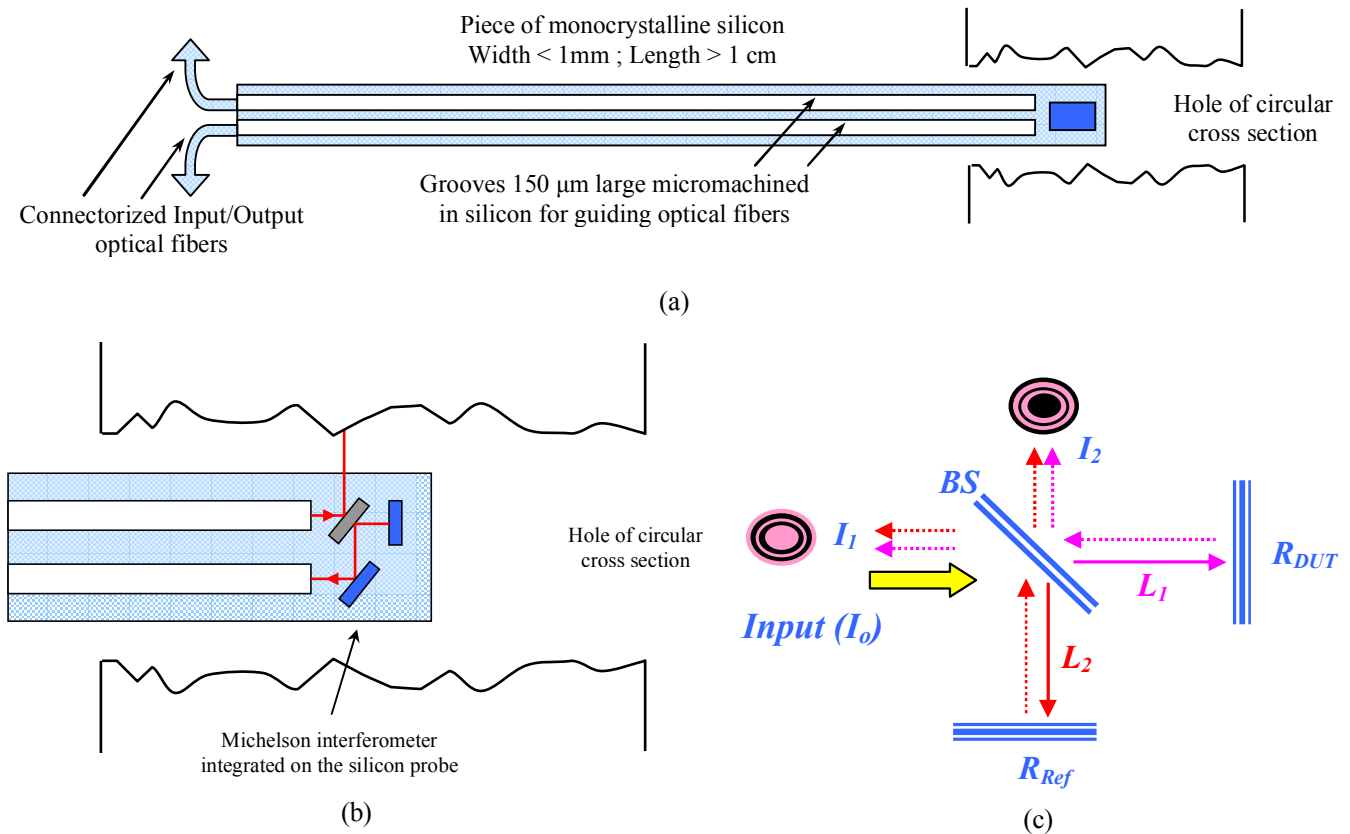 Piece of monocrystalline silicon
Width < 1mm ; Length > 1 cm
Hole of circular
cross section
Grooves 150 μm large micromachined
in silicon for guiding optical fibers
Connectorized Input/Output
optical fibers
(a)
Hole of circular
cross section
Michelson interferometer
integrated on the silicon probe
(b)
I2
BS
I1
RDUT
L1
Input (Io)
L2
RRef
(c)